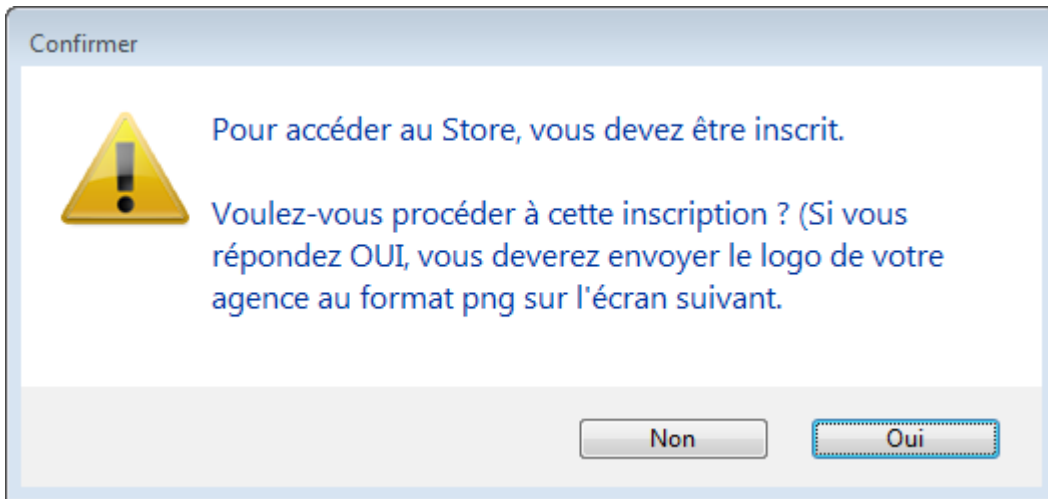 Confirmer
Pour accéder au Store, vous devez être inscrit.
Voulez-vous procéder à cette inscription ? (Si vous
répondez OUI, vous deverez envoyer le logo de votre
agence au format png sur l'écran suivant.
Non
Oui